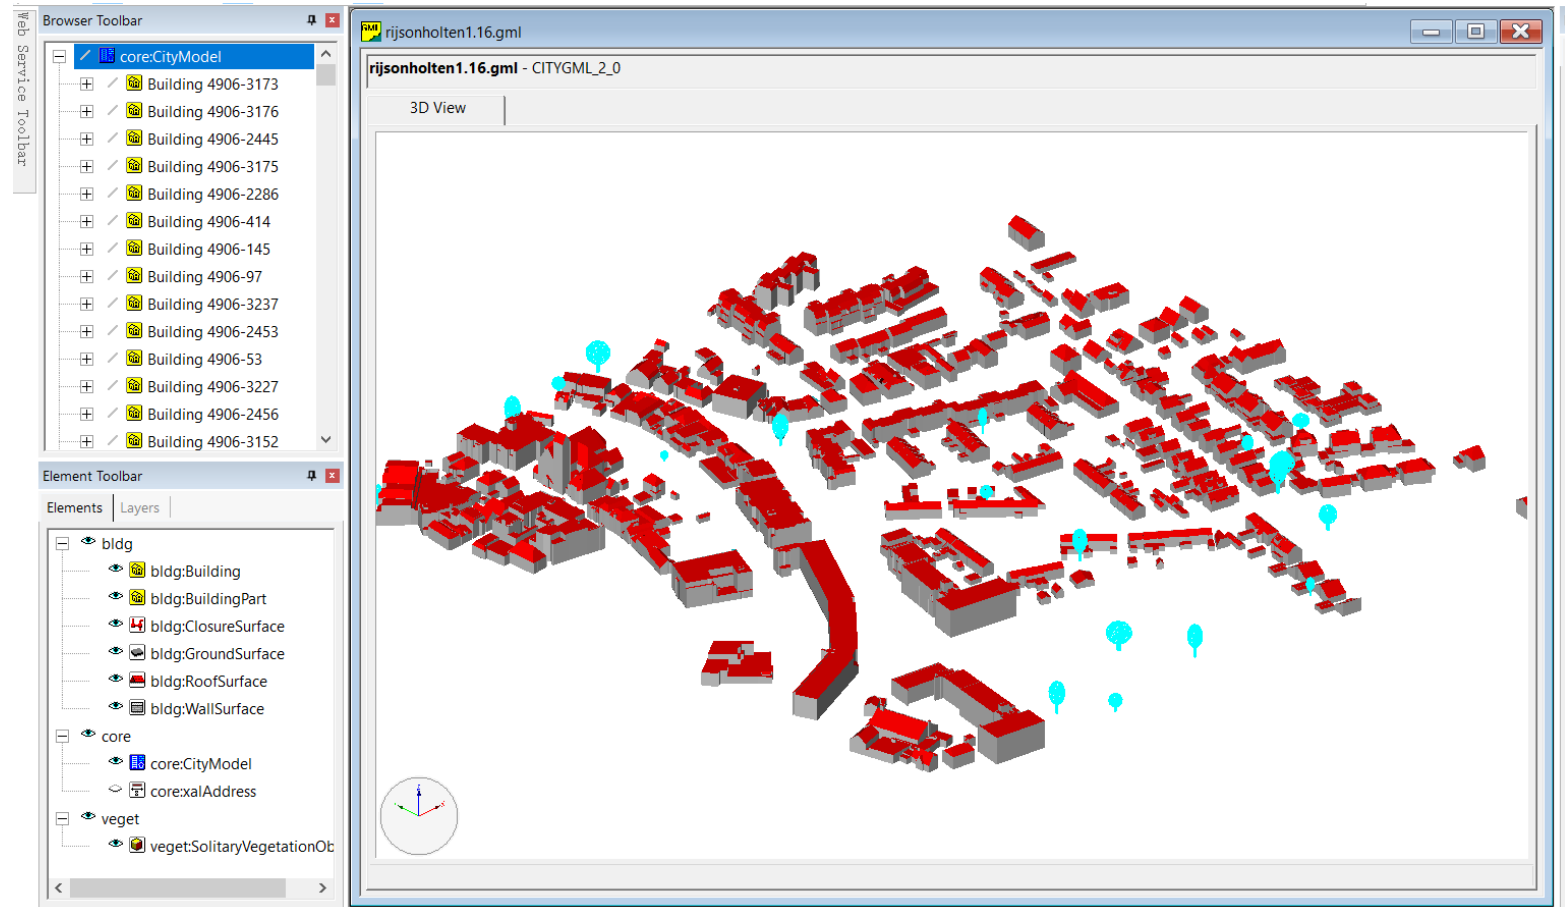 Web Service Toolbar
Browser Toolbar
core:CityModel
Building 4906-3173
Building 4906-3176
Building 4906-2445
Building 4906-3175
Building 4906-2286
Building 4906-414
Building 4906-145
Building 4906-97
Building 4906-3237
Building 4906-2453
Building 4906-53
Building 4906-3227
Building 4906-2456
Building 4906-3152
Element Toolbar
Elements Layers
bldg
bldg:Building
bldg:BuildingPart
bldg:ClosureSurface
bldg:GroundSurface
bldg:RoofSurface
bldg:WallSurface
core
core:CityModel
core:xalAddress
veget
veget:SolitaryVegetationOb
GMI rijsonholten1.16.gml
rijsonholten1.16.gml - CITYGML_2_0
3D View